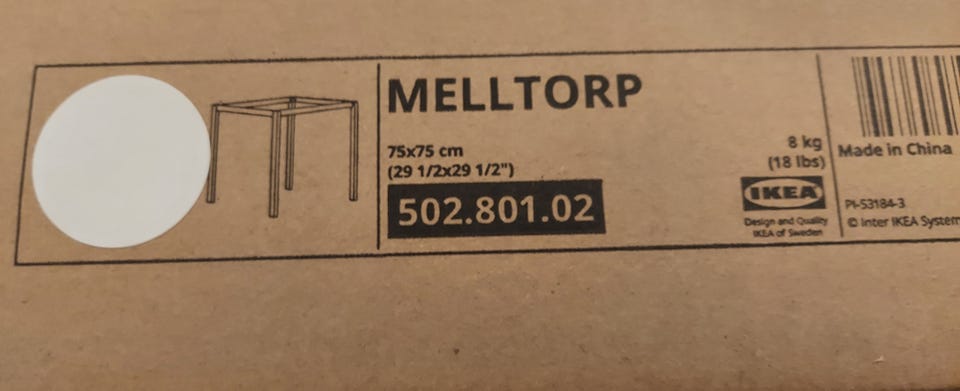 MELLTORP
75x75 cm
(29 1/2x29 1/2")
502.801.02
8 kg
(18 lbs)
IKEA
Design and Quality
IKEA of Sweden
Made in China
PI-53184-3
© Inter IKEA System